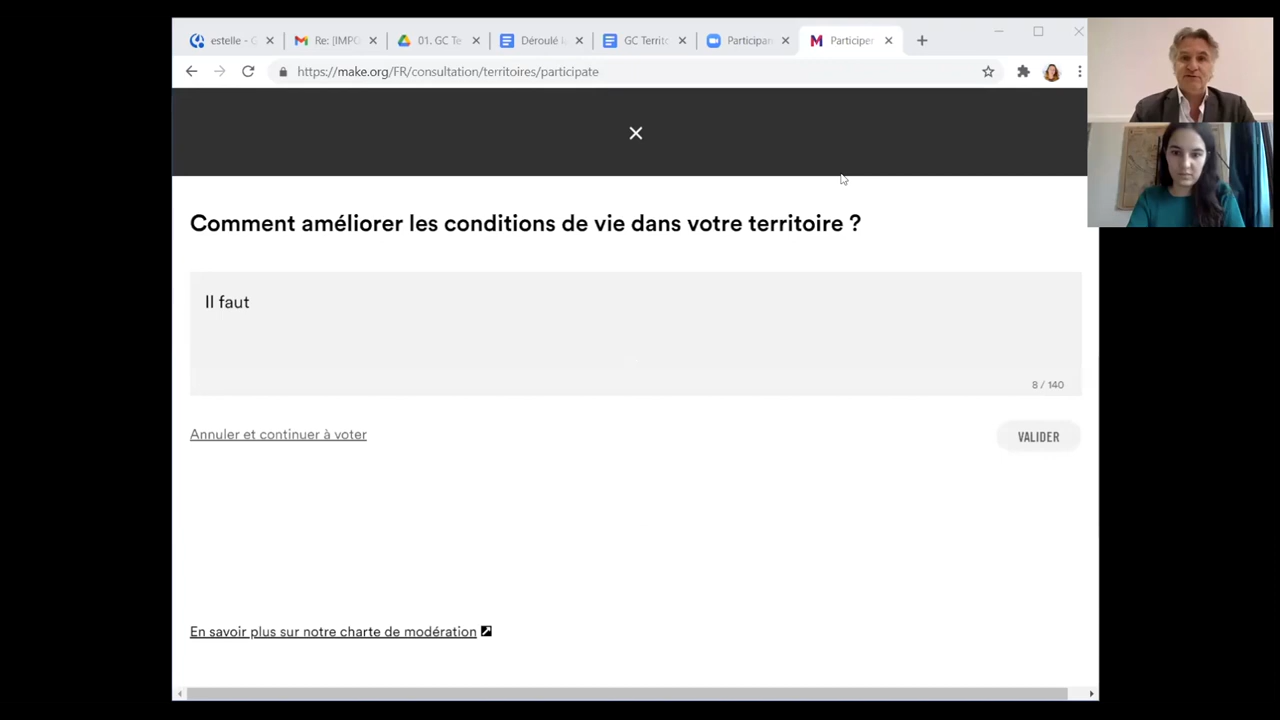 estelle - G
Re: [IMPO
01. GC Te
Déroulé k
GC Territo
Participan
Participer
https://make.org/FR/consultation/territoires/participate
Comment améliorer les conditions de vie dans votre territoire ?
Il faut
8 / 140
Annuler et continuer à voter
VALIDER
En savoir plus sur notre charte de modération